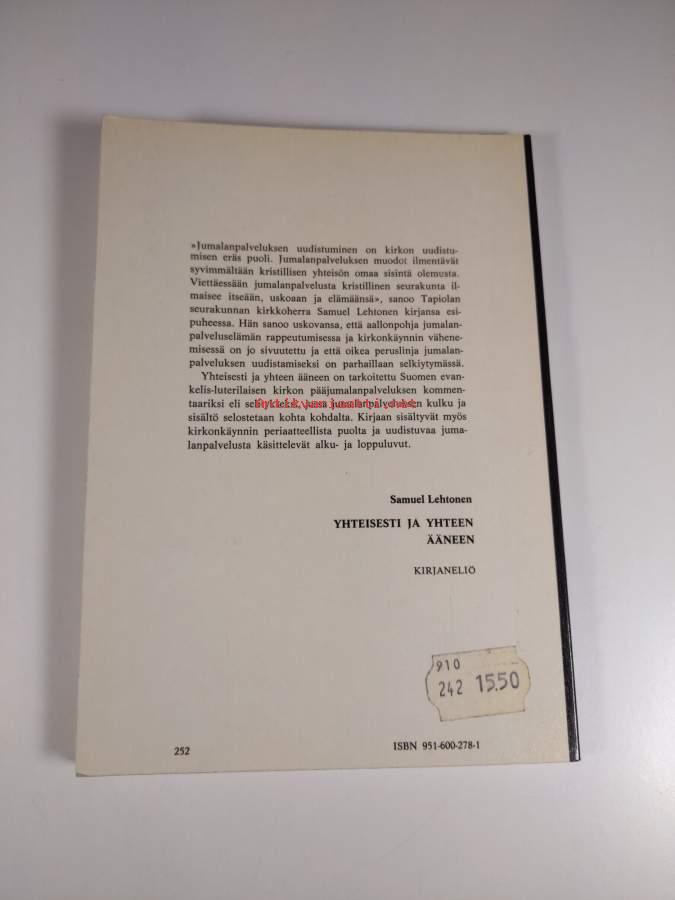 »Jumalanpalveluksen uudistuminen on kirkon uudistu-
misen eräs puoli. Jumalanpalveluksen muodot ilmentävät
syvimmältään kristillisen yhteisön omaa sisintä olemusta.
Viettäessään jumalanpalvelusta kristillinen seurakunta il-
maisee itseään, uskoaan ja elämäänsä», sanoo Tapiolan
seurakunnan kirkkoherra Samuel Lehtonen kirjansa esi-
puheessa. Hän sanoo uskovansa, että aallonpohja jumalan-
palveluselämän rappeutumisessa ja kirkonkäynnin vähene-
misessä on jo sivuutettu ja että oikea peruslinja jumalan-
palveluksen uudistamiseksi on parhaillaan selkiytymässä.
Yhteisesti ja yhteen ääneen on tarkoitettu Suomen evan-
kelis-luterilaisen kirkon pääjumalanpalveluksen kommen-
taariksi eli jumalanpalveluksen kulku ja
sisältö selostetaan kohta kohdalta. Kirjaan sisältyvät myös
kirkonkäynnin periaatteellista puolta ja uudistuvaa juma-
lanpalvelusta käsittelevät alku- ja loppuluvut.
Samuel Lehtonen
YHTEISESTI JA YHTEEN
ÄÄNEEN
KIRJANELIÖ
910
242 15.50
252
ISBN 951-600-278-1